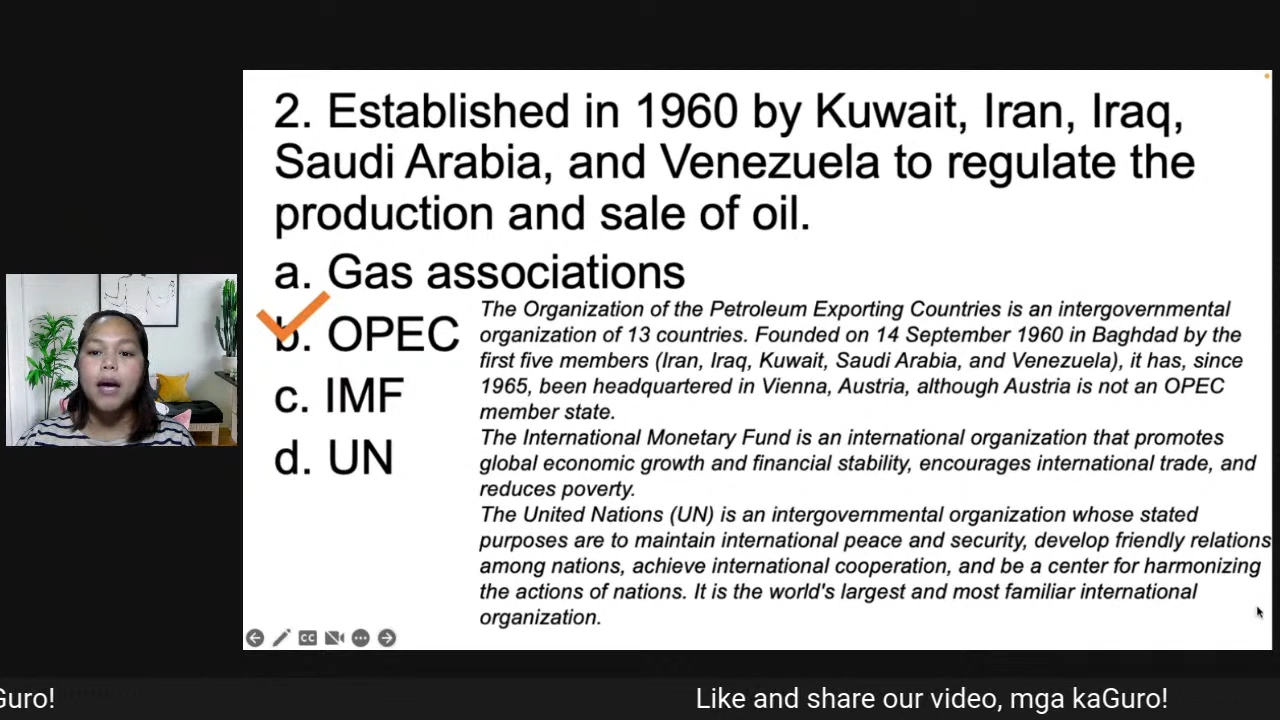 2. Established in 1960 by Kuwait, Iran, Iraq,
Saudi Arabia, and Venezuela to regulate the
production and sale of oil.
a. Gas associations
b. OPEC
c. IMF
d. UN
The Organization of the Petroleum Exporting Countries is an intergovernmental
organization of 13 countries. Founded on 14 September 1960 in Baghdad by the
first five members (Iran, Iraq, Kuwait, Saudi Arabia, and Venezuela), it has, since
1965, been headquartered in Vienna, Austria, although Austria is not an OPEC
member state.
The International Monetary Fund is an international organization that promotes
global economic growth and financial stability, encourages international trade, and
reduces poverty.
The United Nations (UN) is an intergovernmental organization whose stated
purposes are to maintain international peace and security, develop friendly relations
among nations, achieve international cooperation, and be a center for harmonizing
the actions of nations. It is the world's largest and most familiar international
organization.
CC
Guro! Like and share our video, mga kaGuro!